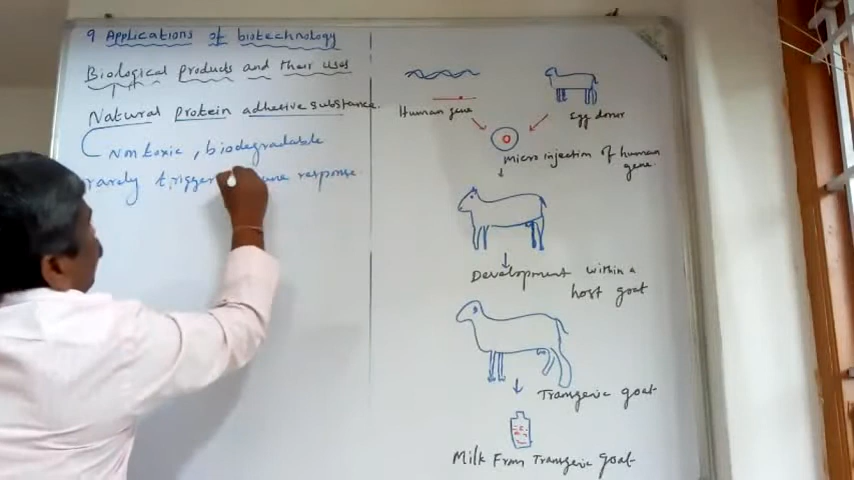 9 Applications of biotechnology
Biological products and their uses
Natural protein adhesive substance.
Non toxic, biodegradable
rarely trigger response
Human gene
Egg donor
Micro injection of human
gene.
Development within a
host goat
Transgenic goat
Milk From Transgenic goat